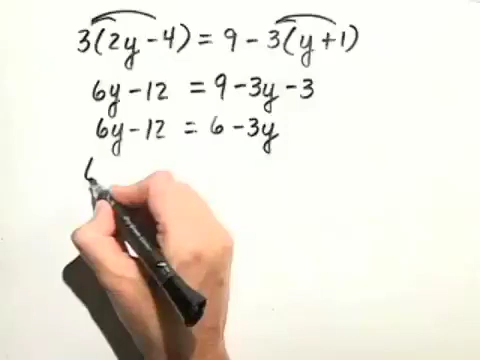 3(2y-4) = 9 - 3(y+1)
6y - 12 = 9 - 3y - 3
6y - 12 = 6 - 3y